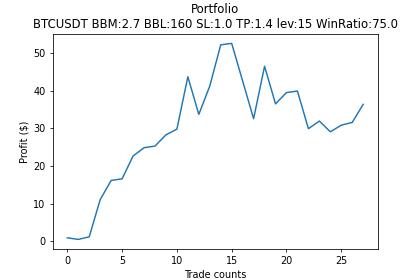 Portfolio
BTCUSDT BBM:2.7 BBL:160 SL:1.0 TP:1.4 lev:15 WinRatio:75.0
50
40
30
20
10
0
Profit ($)
0 5 10 15 20 25
Trade counts